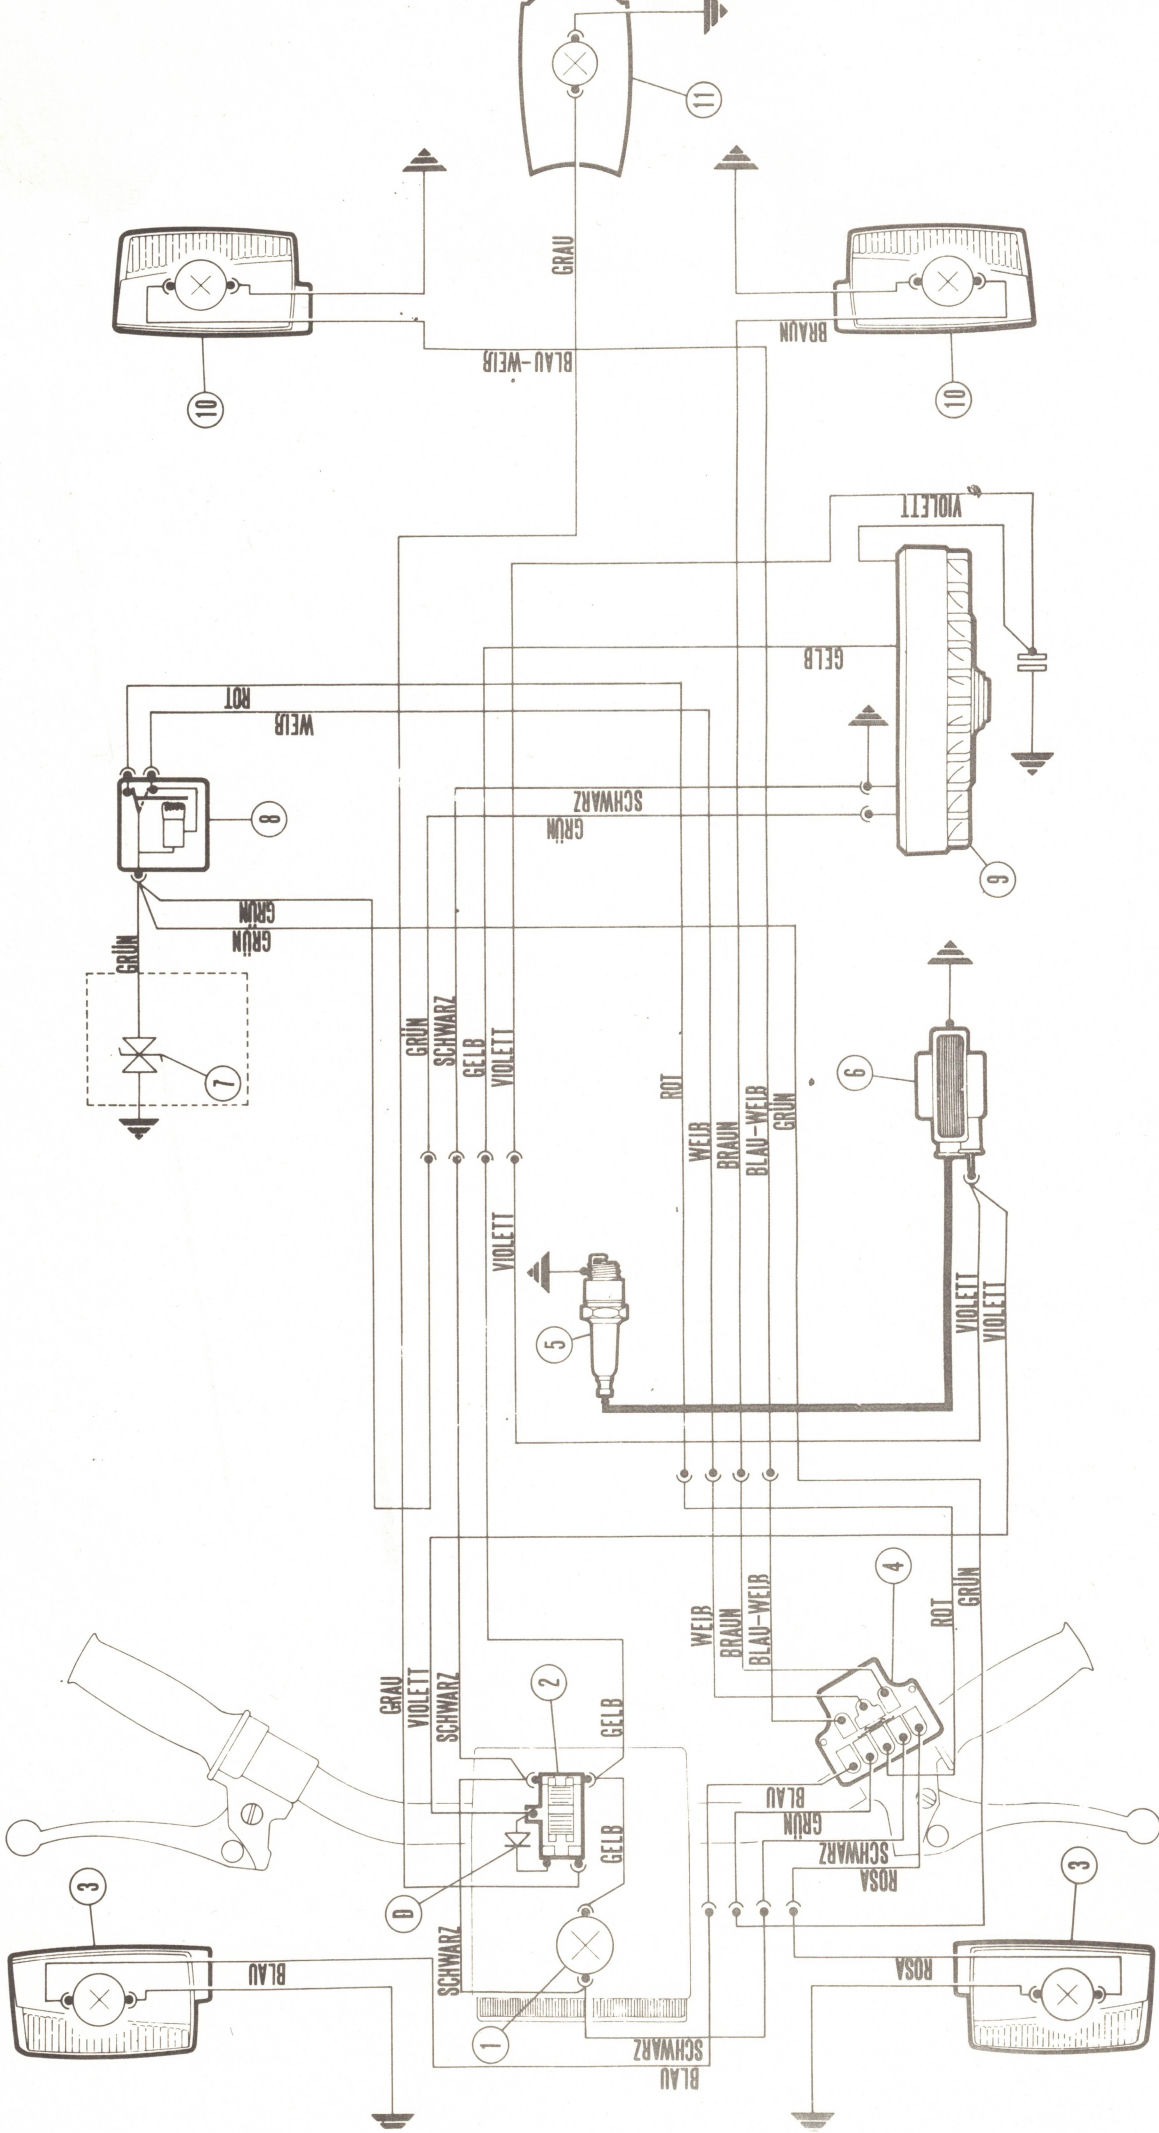 11
GRAU
BRAUN
BLAU-WEIß
10
10
VIOLETT
GELB
ROT
WEIß
SCHWARZ
GRÜN
8
9
GRÜN
GRÜN
GRÜN
7
GRÜN
SCHWARZ
GELB
VIOLETT
ROT
WEIß
BRAUN
BLAU-WEIß
GRÜN
6
VIOLETT
5
VIOLETT
VIOLETT
4
WEIß
BRAUN
BLAU-WEIß
ROT
GRÜN
GRAU
VIOLETT
SCHWARZ
2
GELB
BLAU
GRÜN
SCHWARZ
ROSA
GELB
3
D
3
SCHWARZ
BLAU
ROSA
1
SCHWARZ
BLAU